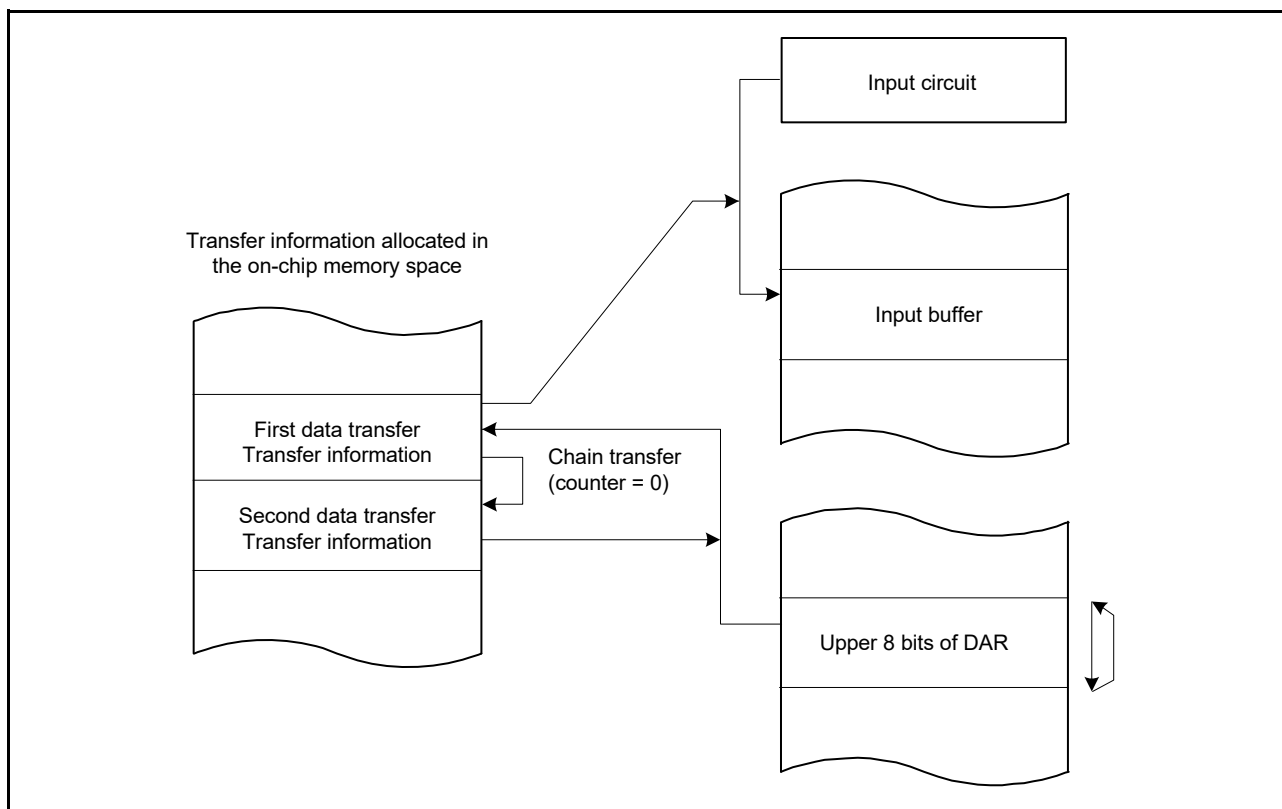 Input circuit
Transfer information allocated in
the on-chip memory space
Input buffer
First data transfer
Transfer information
Chain transfer
(counter = 0)
Second data transfer
Transfer information
Upper 8 bits of DAR